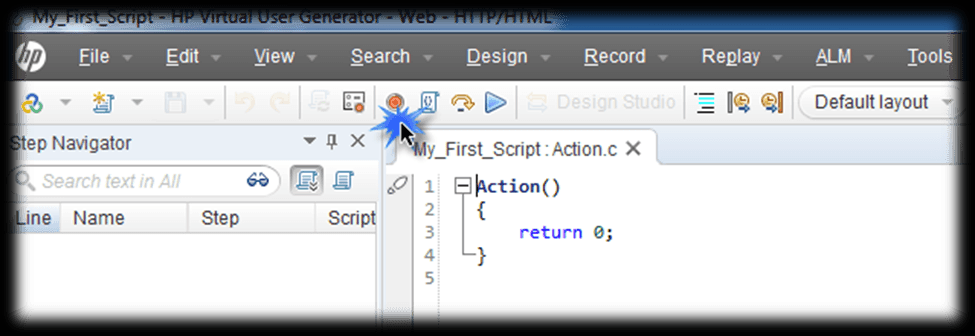 My_First_Script - HP Virtual User Generator - Web - HTTP/HTML
hp File Edit View Search Design Record Replay ALM Tools
Design Studio Default layout
Step Navigator
My_First_Script : Action.c
Search text in All
Line Name Step Script
1 Action()
2 {
3 return 0;
4 }
5